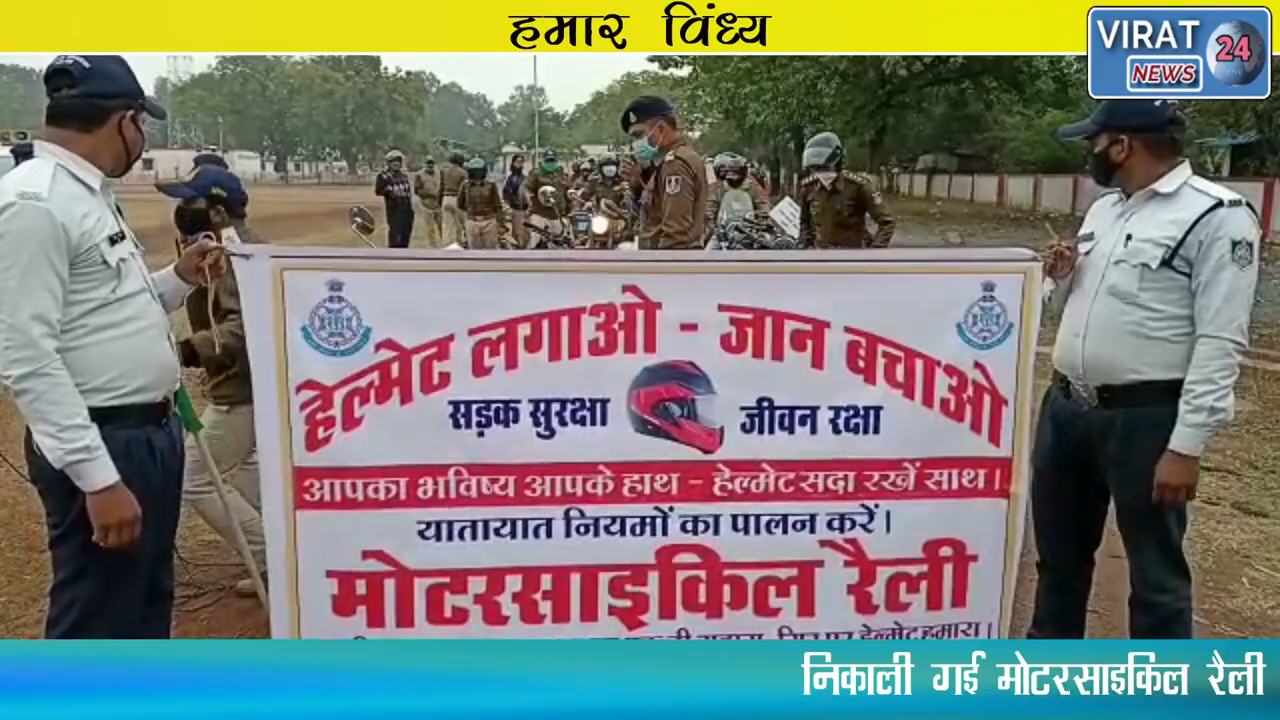 हमार विंध्य
VIRAT
NEWS 24
हेल्मेट लगाओ - जान बचाओ
सड़क सुरक्षा जीवन रक्षा
आपका भविष्य आपके हाथ - हेल्मेट सदा रखें साथ।
यातायात नियमों का पालन करें।
मोटरसाइकिल रैली
हेल्मेट हमारा।
निकाली गई मोटरसाइकिल रैली